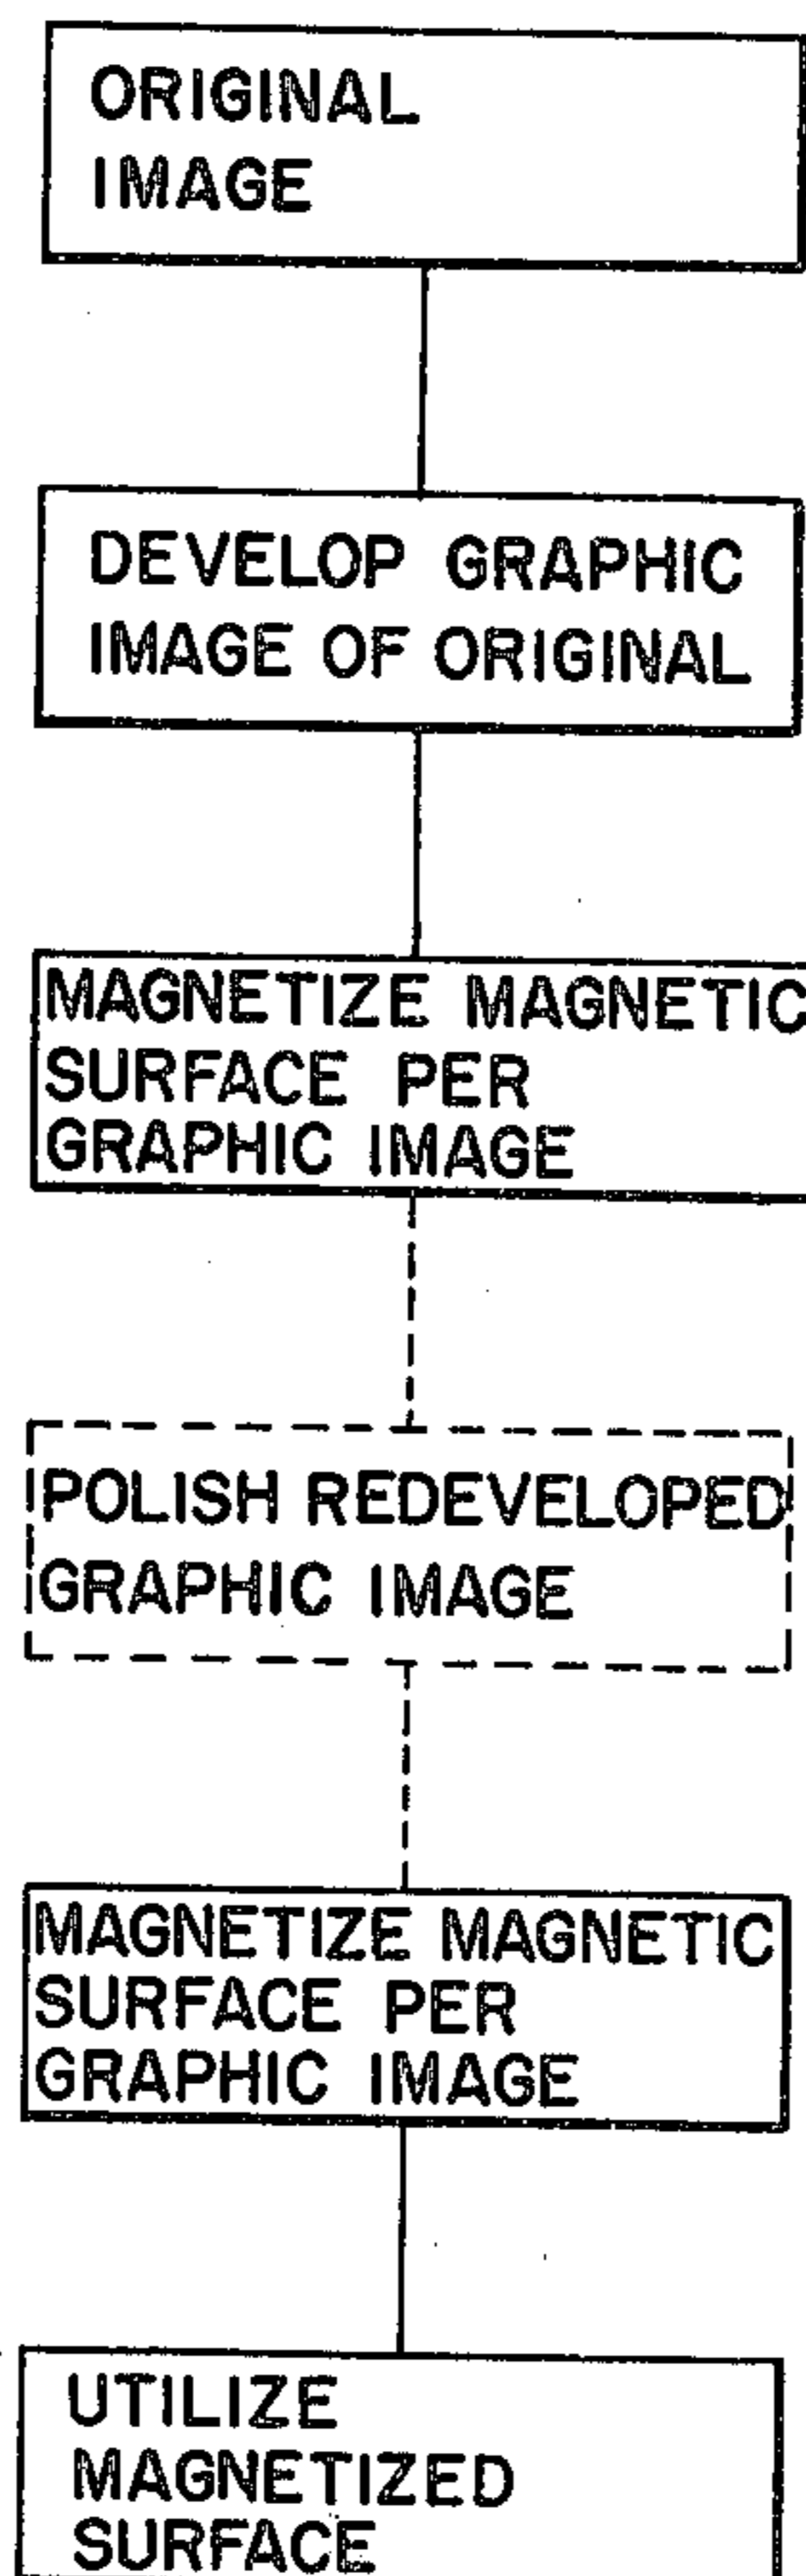 ORIGINAL
IMAGE
DEVELOP GRAPHIC
IMAGE OF ORIGINAL
MAGNETIZE MAGNETIC
SURFACE PER
GRAPHIC IMAGE
POLISH REDEVELOPED
GRAPHIC IMAGE
MAGNETIZE MAGNETIC
SURFACE PER
GRAPHIC IMAGE
UTILIZE
MAGNETIZED
SURFACE